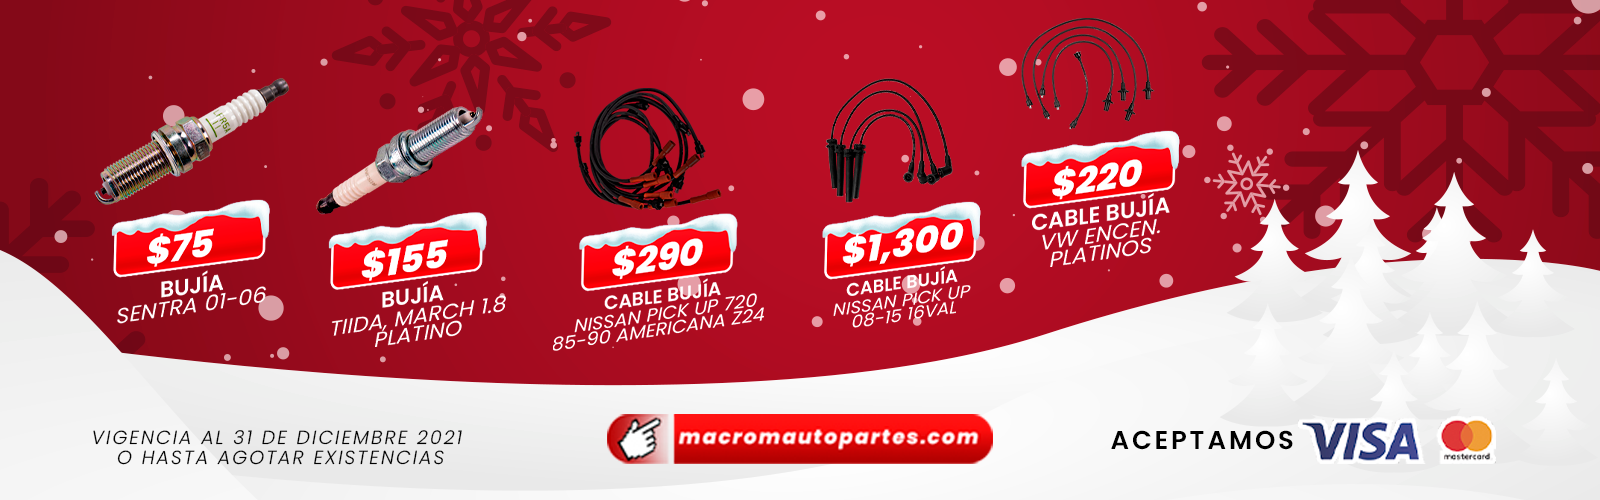 $75
BUJÍA
SENTRA 01-06
$155
BUJÍA
TIIDA, MARCH 1.8
PLATINO
$290
CABLE BUJÍA
NISSAN PICK UP 720
85-90 AMERICANA Z24
$1,300
CABLE BUJÍA
NISSAN PICK UP
08-15 16VAL
$220
CABLE BUJÍA
VW ENCEN.
PLATINOS
VIGENCIA AL 31 DE DICIEMBRE 2021
O HASTA AGOTAR EXISTENCIAS
macromautopartes.com
ACEPTAMOS VISA
mastercard